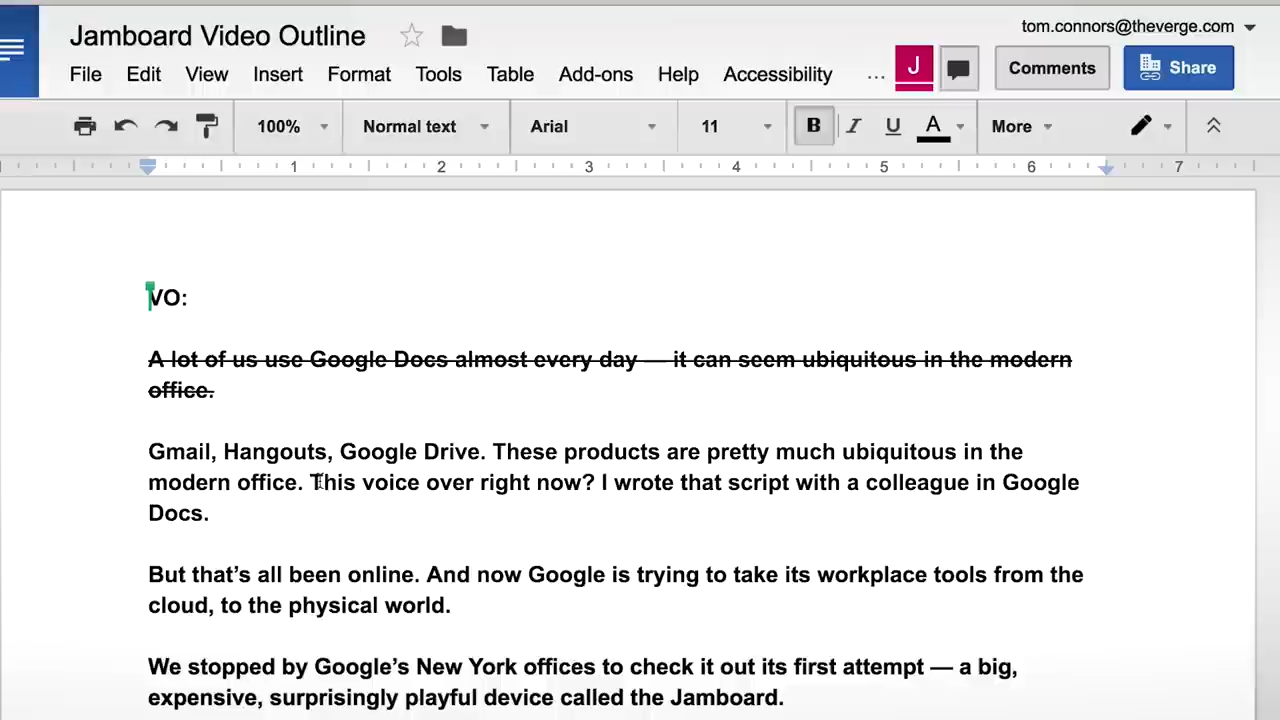 Jamboard Video Outline
tom.connors@theverge.com
File Edit View Insert Format Tools Table Add-ons Help Accessibility ... J Comments Share
100% Normal text Arial 11 B I U A More
1 2 3 4 5 6 7
VO:
A lot of us use Google Docs almost every day — it can seem ubiquitous in the modern
office.
Gmail, Hangouts, Google Drive. These products are pretty much ubiquitous in the
modern office. This voice over right now? I wrote that script with a colleague in Google
Docs.
But that’s all been online. And now Google is trying to take its workplace tools from the
cloud, to the physical world.
We stopped by Google’s New York offices to check it out its first attempt — a big,
expensive, surprisingly playful device called the Jamboard.